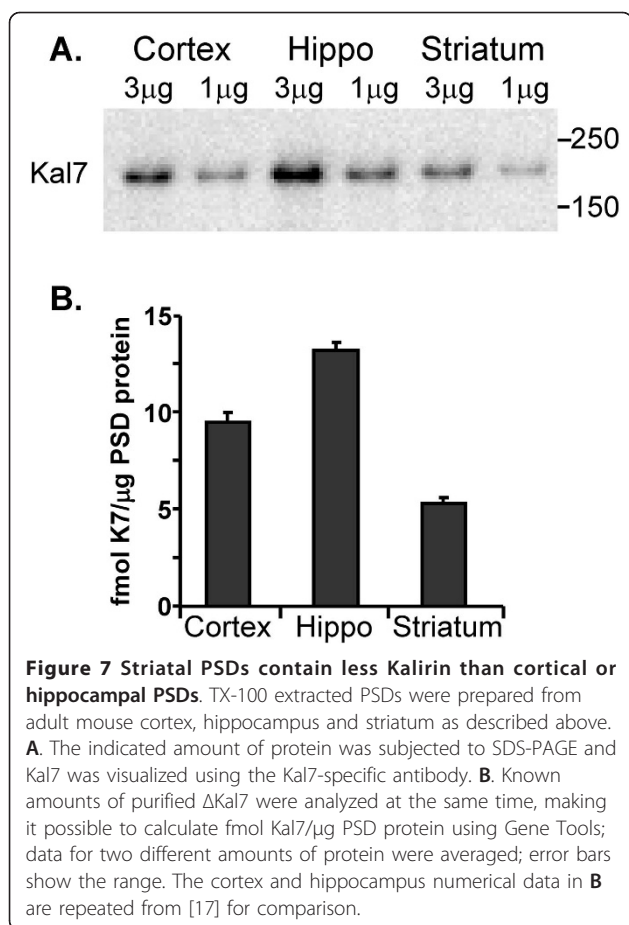 A. Cortex Hippo Striatum
3µg 1µg 3µg 1µg 3µg 1µg
–250
Kal7
–150
B.
15
10
5
0
fmol K7/µg PSD protein
Cortex Hippo Striatum
Figure 7 Striatal PSDs contain less Kalirin than cortical or
hippocampal PSDs. TX-100 extracted PSDs were prepared from
adult mouse cortex, hippocampus and striatum as described above.
A. The indicated amount of protein was subjected to SDS-PAGE and
Kal7 was visualized using the Kal7-specific antibody. B. Known
amounts of purified ΔKal7 were analyzed at the same time, making
it possible to calculate fmol Kal7/µg PSD protein using Gene Tools;
data for two different amounts of protein were averaged; error bars
show the range. The cortex and hippocampus numerical data in B
are repeated from [17] for comparison.